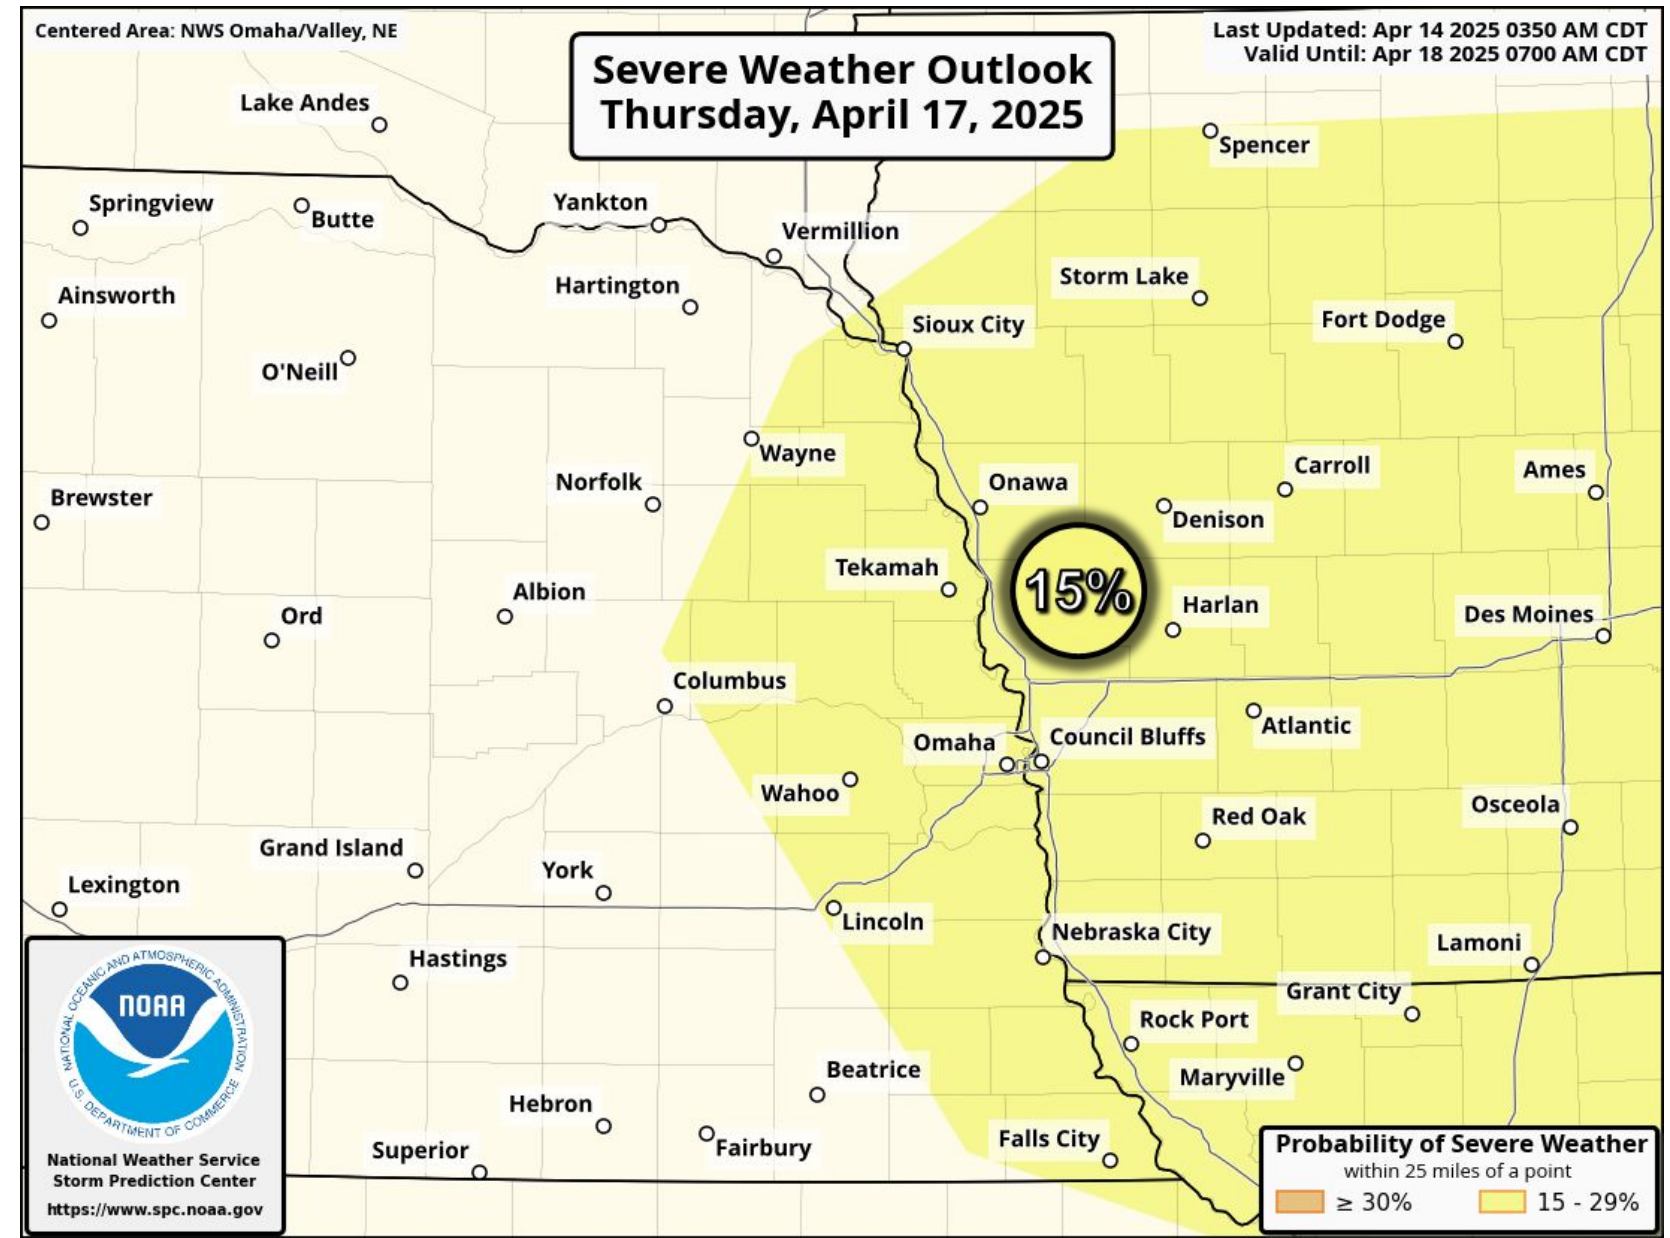 Centered Area: NWS Omaha/Valley, NE
Last Updated: Apr 14 2025 0350 AM CDT
Valid Until: Apr 18 2025 0700 AM CDT
Severe Weather Outlook
Thursday, April 17, 2025
Lake Andes
Spencer
Springview
Butte
Yankton
Vermillion
Ainsworth
Hartington
Storm Lake
Sioux City
Fort Dodge
O'Neill
Wayne
Norfolk
Onawa
Carroll
Ames
Brewster
Denison
Tekamah
15%
Albion
Harlan
Ord
Des Moines
Columbus
Omaha
Council Bluffs
Atlantic
Wahoo
Red Oak
Osceola
Grand Island
York
Lexington
Lincoln
Nebraska City
Lamoni
Hastings
Grant City
Rock Port
Beatrice
Maryville
Hebron
Fairbury
Falls City
Superior
NATIONAL OCEANIC AND ATMOSPHERIC ADMINISTRATION
NOAA
U.S. DEPARTMENT OF COMMERCE
National Weather Service
Storm Prediction Center
https://www.spc.noaa.gov
Probability of Severe Weather
within 25 miles of a point
≥ 30%
15 - 29%